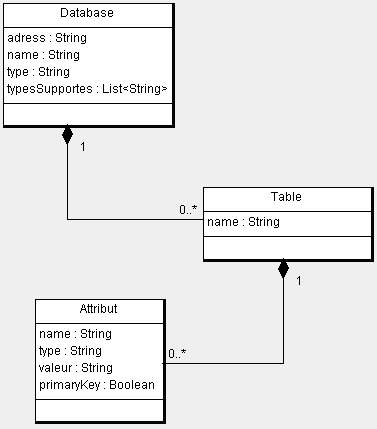 Database
adress : String
name : String
type : String
typesSupportes : List<String>
1
0..*
Table
name : String
1
Attribut
name : String
type : String
valeur : String
primaryKey : Boolean
0..*